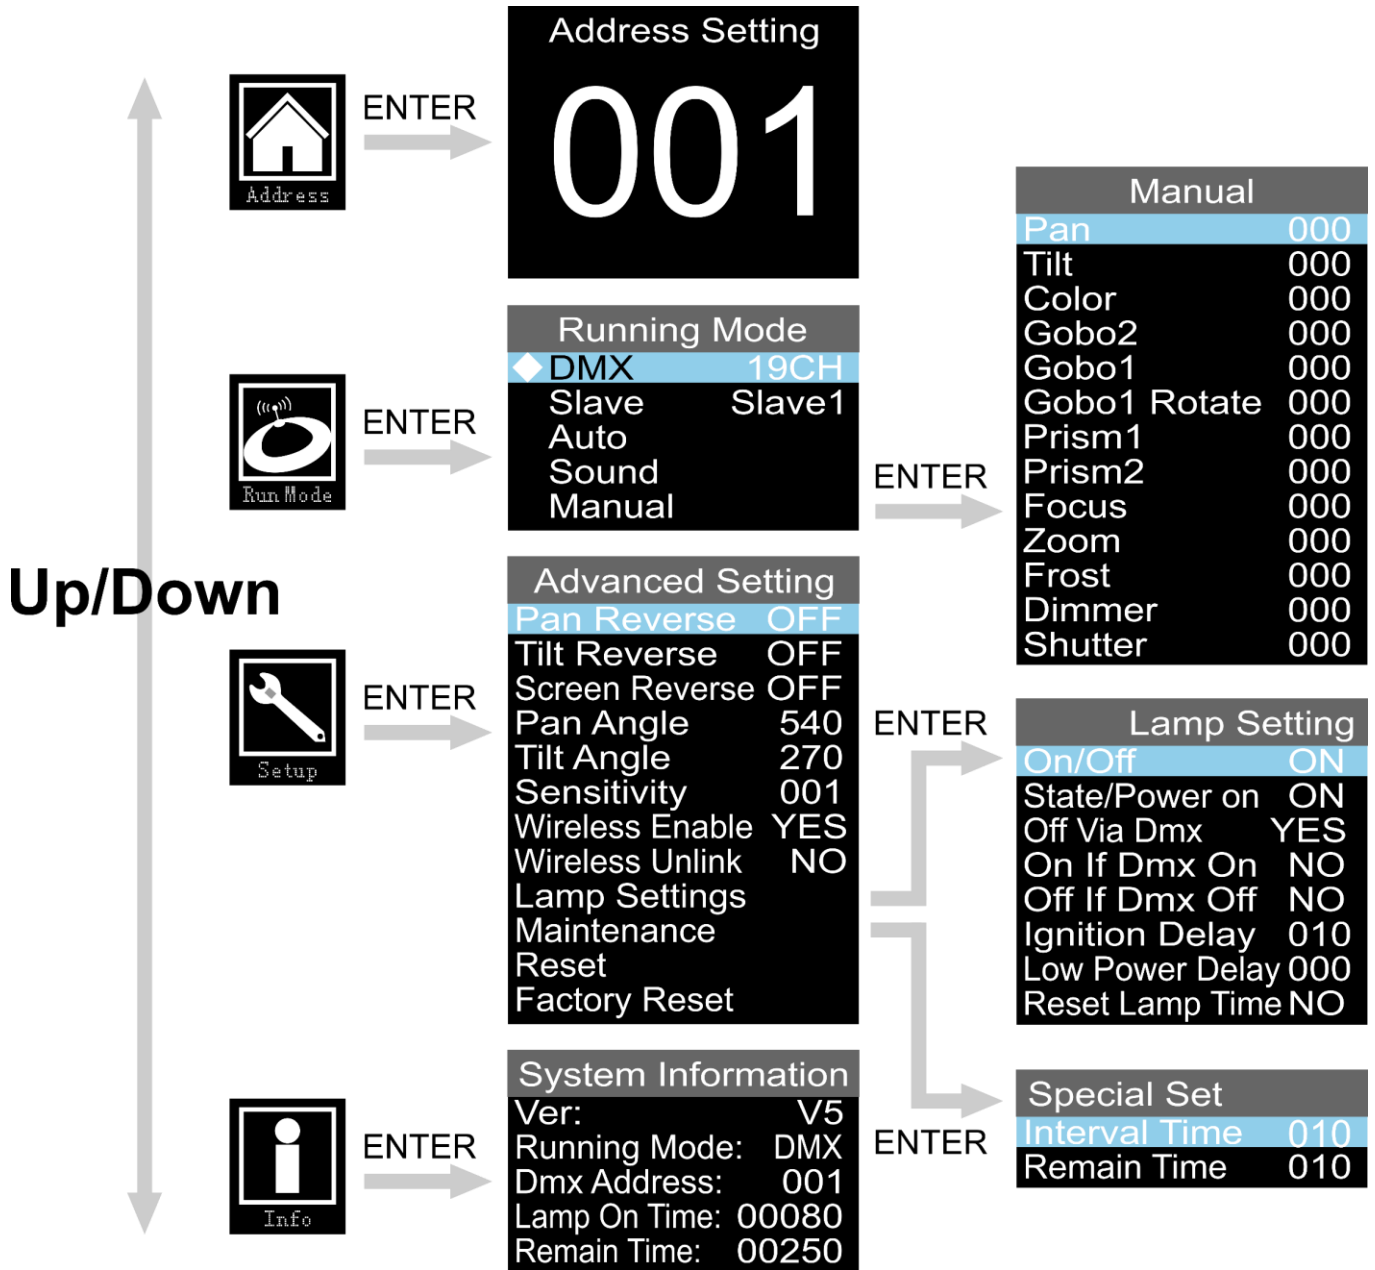 Up/Down
Address
ENTER
Address Setting
001
Run Mode
ENTER
Running Mode
DMX 19CH
Slave Slave1
Auto
Sound
Manual
ENTER
Manual
Pan 000
Tilt 000
Color 000
Gobo2 000
Gobo1 000
Gobo1 Rotate 000
Prism1 000
Prism2 000
Focus 000
Zoom 000
Frost 000
Dimmer 000
Shutter 000
Setup
ENTER
Advanced Setting
Pan Reverse OFF
Tilt Reverse OFF
Screen Reverse OFF
Pan Angle 540
Tilt Angle 270
Sensitivity 001
Wireless Enable YES
Wireless Unlink NO
Lamp Settings
Maintenance
Reset
Factory Reset
ENTER
Lamp Setting
On/Off ON
State/Power on ON
Off Via Dmx YES
On If Dmx On NO
Off If Dmx Off NO
Ignition Delay 010
Low Power Delay 000
Reset Lamp Time NO
ENTER
Special Set
Interval Time 010
Remain Time 010
Info
ENTER
System Information
Ver: V5
Running Mode: DMX
Dmx Address: 001
Lamp On Time: 00080
Remain Time: 00250